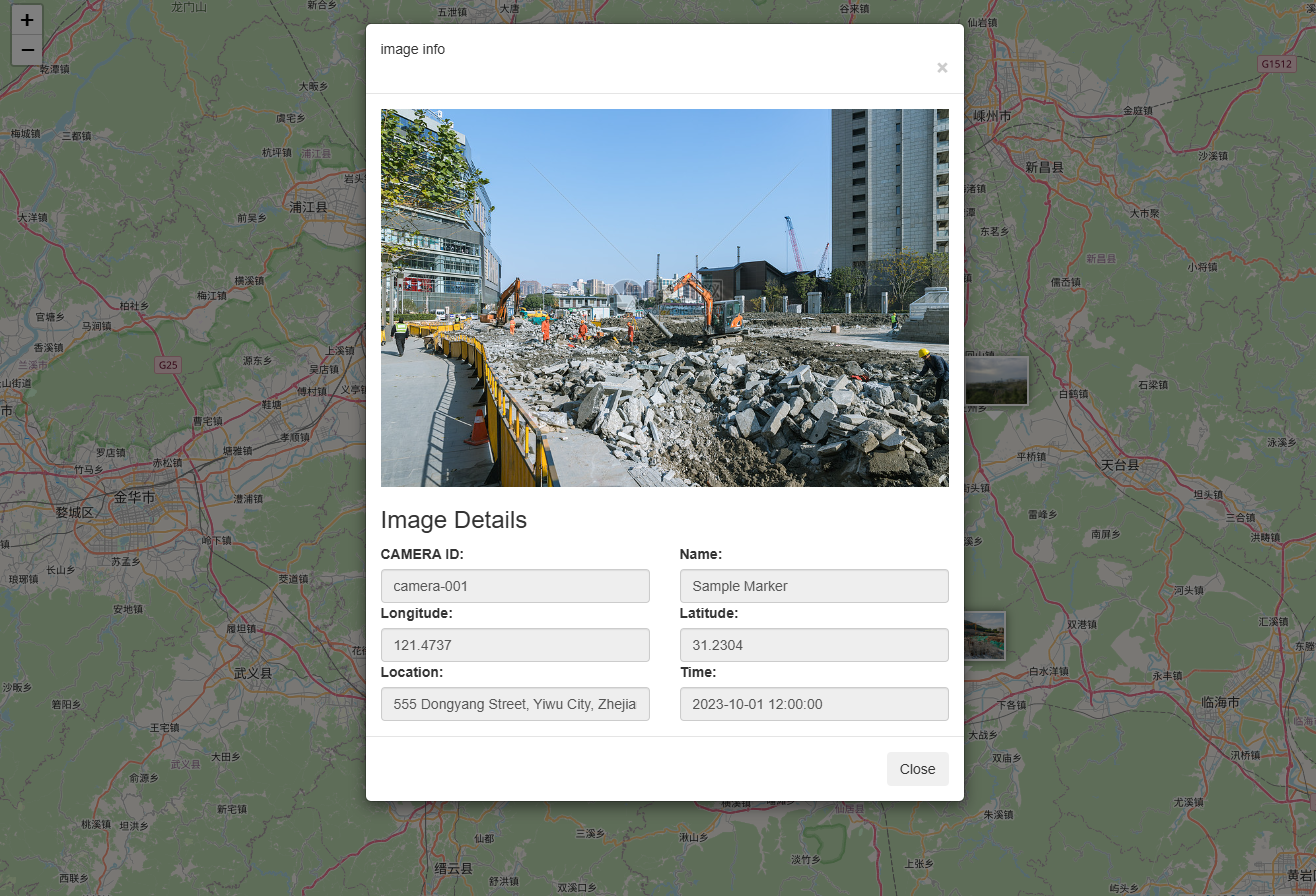 +
−
龙门山
新合乡
五泄镇
大唐
谷来镇
仙岩镇
乾潭镇
大畈乡
G1512
虞宅乡
金庭镇
嵊州市
梅城镇
三都镇
杭坪镇
浦江县
沙溪镇
新昌县
岩头
浦江县
大洋镇
前吴乡
大市聚
东茗乡
新昌县
小将镇
横溪镇
儒岙镇
梅江镇
柏社乡
官塘乡
马涧镇
香溪镇
上溪镇
兰溪市
G25
源东乡
吴店镇
石梁镇
山街道
傅村镇
义亭镇
白鹤镇
鞋塘
曹宅镇
孝顺镇
泳溪乡
罗店镇
塘雅镇
平桥镇
竹马乡
赤松镇
天台县
街头镇
坦头镇
金华市
澧浦镇
婺城区
三合镇
雷峰乡
南屏乡
洪畴镇
岭下镇
苏孟乡
长山乡
琅琊镇
茭道镇
河头镇
安地镇
双港镇
汇溪镇
履坦镇
武义县
白水洋镇
永丰镇
沙畈乡
箬阳乡
临海市
下各镇
王宅镇
大战乡
汛桥镇
大田乡
双庙乡
武义县
俞源乡
尤溪镇
新宅镇
仙居县
朱溪镇
桃溪镇
坦洪乡
仙都
三溪乡
湫山乡
淡竹乡
上张乡
缙云县
舒洪镇
西联乡
双溪口乡
屿头乡
黄岩
image info
×
Image Details
CAMERA ID:
Name:
camera-001
Sample Marker
Longitude:
Latitude:
121.4737
31.2304
Location:
Time:
555 Dongyang Street, Yiwu City, Zhejia
2023-10-01 12:00:00
Close